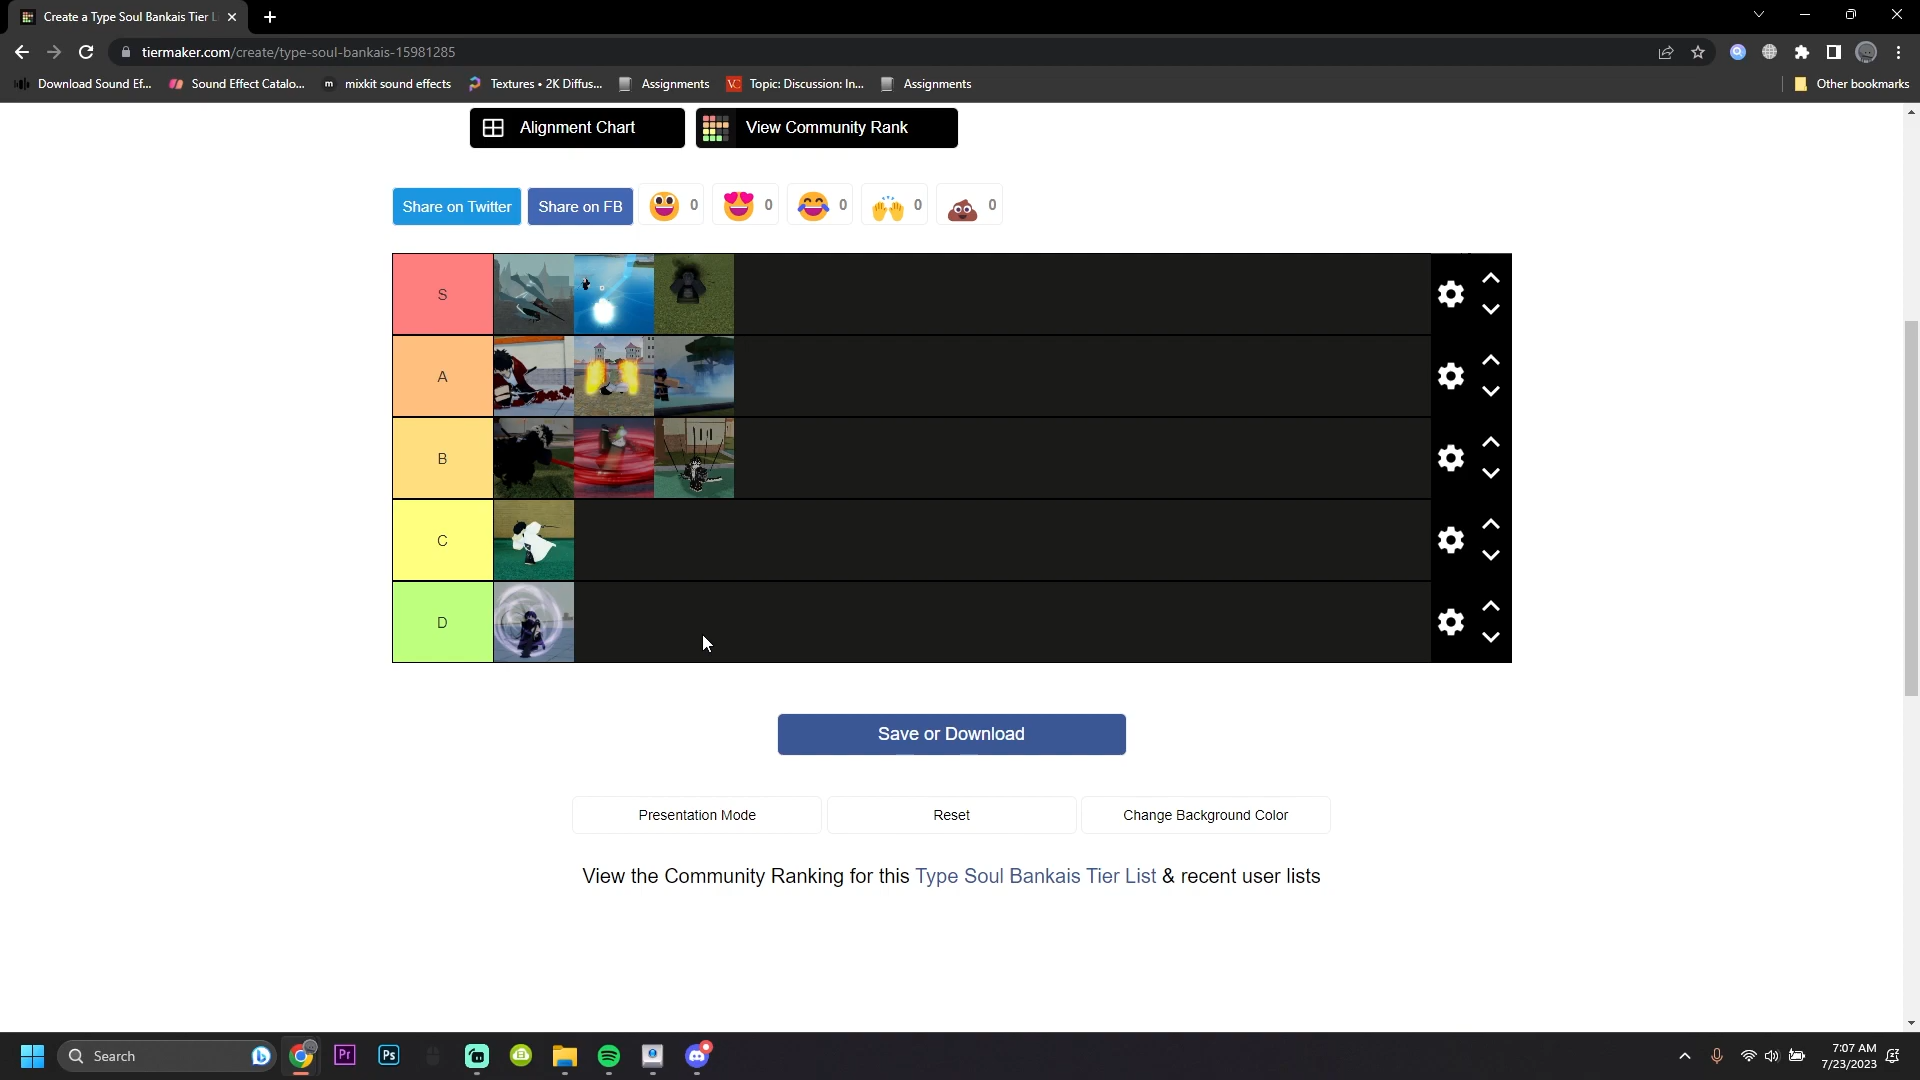 Create a Type Soul Bankais Tier L
tiermaker.com/create/type-soul-bankais-15981285
Download Sound Ef...
Sound Effect Catalo...
m
mixkit sound effects
Textures • 2K Diffus...
Assignments
VC
Topic: Discussion: In...
Assignments
Other bookmarks
Alignment Chart
View Community Rank
Share on Twitter
Share on FB
0
0
0
0
0
S
A
B
C
D
Save or Download
Presentation Mode
Reset
Change Background Color
View the Community Ranking for this Type Soul Bankais Tier List & recent user lists
Search
Pr
Ps
7:07 AM
7/23/2023